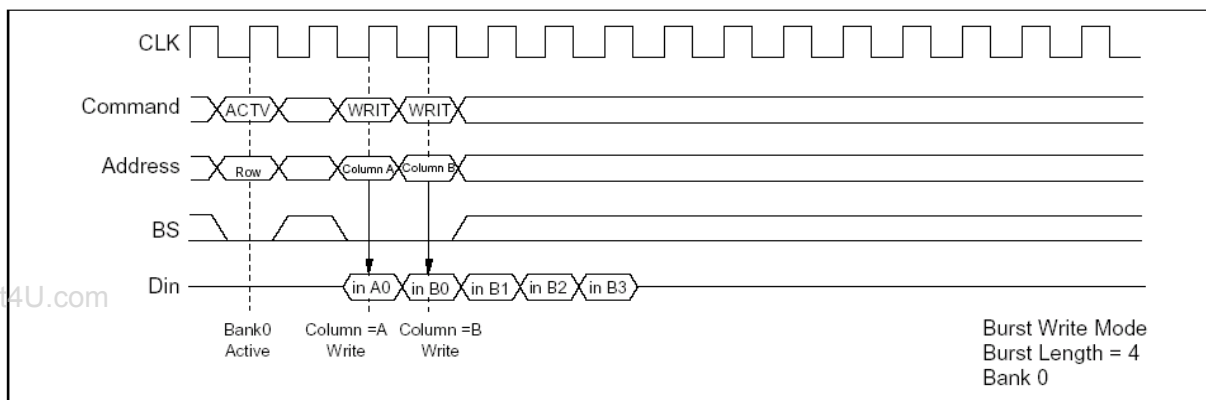 CLK
Command ACTV WRIT WRIT
Address Row Column A Column B
BS
Din in A0 in B0 in B1 in B2 in B3
t4U.com
Bank0 Column =A Column =B
Active Write Write
Burst Write Mode
Burst Length = 4
Bank 0